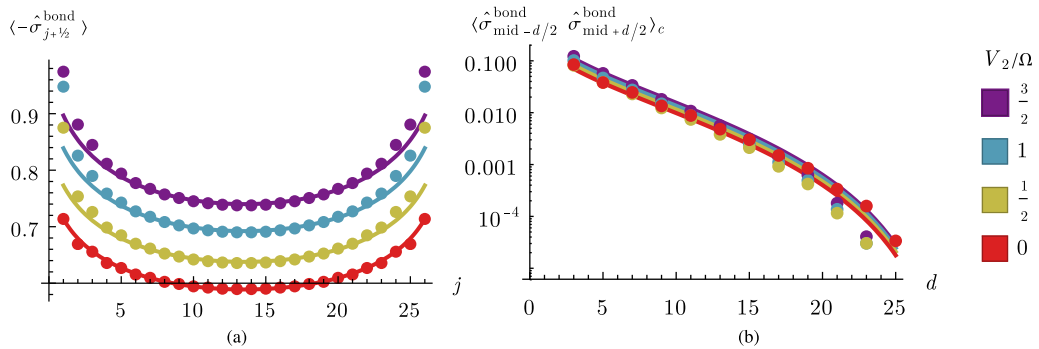 ⟨−σ̂^bond_{j+½}⟩
0.9
0.8
0.7
5 10 15 20 25 j
(a)
⟨σ̂^bond_{mid−d/2} σ̂^bond_{mid+d/2}⟩_c
0.100
0.010
0.001
10^−4
0 5 10 15 20 25 d
(b)
V_2/Ω
3/2
1
1/2
0